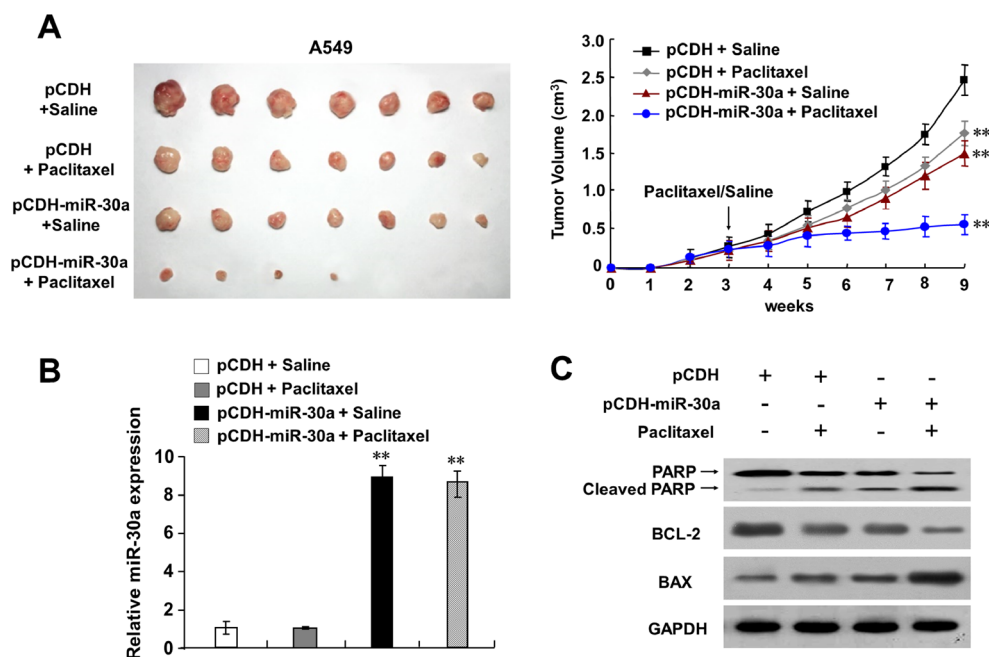 A
A549
pCDH
+Saline
pCDH
+ Paclitaxel
pCDH-miR-30a
+Saline
pCDH-miR-30a
+ Paclitaxel
Tumor Volume (cm3)
3.0
2.5
2.0
1.5
1.0
0.5
0
pCDH + Saline
pCDH + Paclitaxel
pCDH-miR-30a + Saline
pCDH-miR-30a + Paclitaxel
Paclitaxel/Saline
**
**
**
0 1 2 3 4 5 6 7 8 9
weeks
B
pCDH + Saline
pCDH + Paclitaxel
pCDH-miR-30a + Saline
pCDH-miR-30a + Paclitaxel
Relative miR-30a expression
10
8
6
4
2
0
** **
C
pCDH + + - -
pCDH-miR-30a - - + +
Paclitaxel - + - +
PARP
Cleaved PARP
BCL-2
BAX
GAPDH